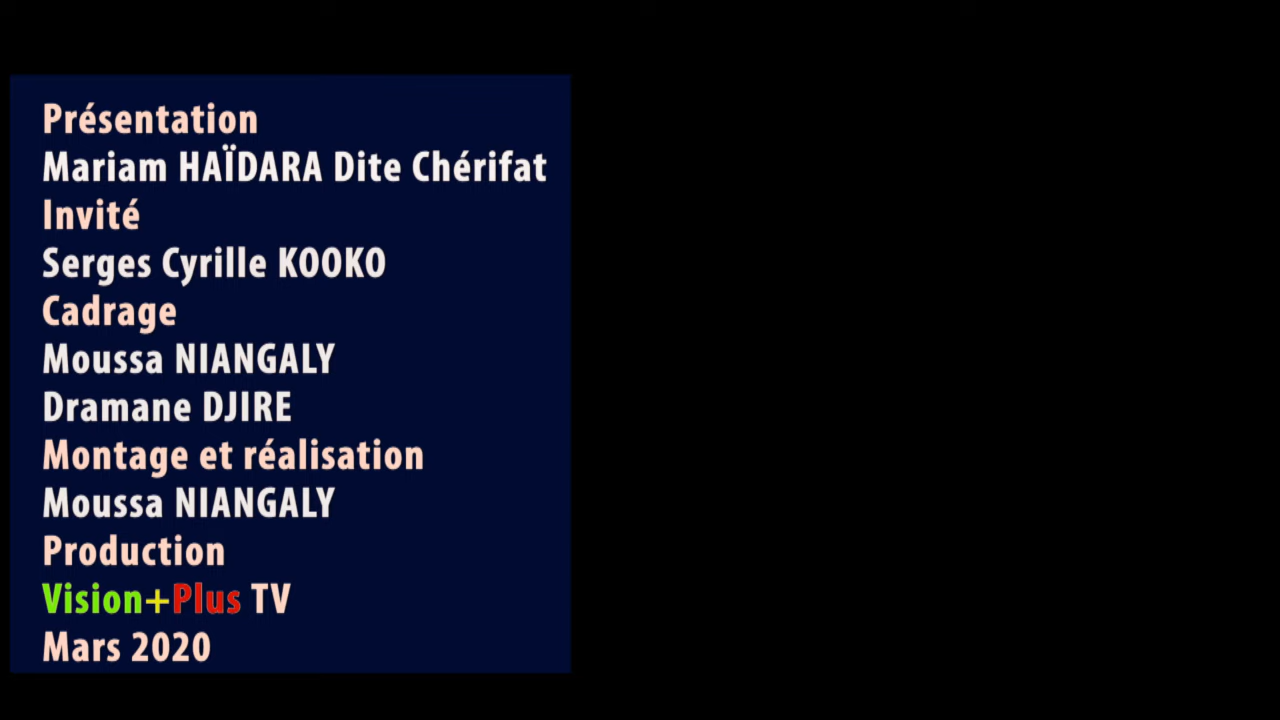 Présentation
Mariam HAÏDARA Dite Chérifat
Invité
Serges Cyrille KOOKO
Cadrage
Moussa NIANGALY
Dramane DJIRE
Montage et réalisation
Moussa NIANGALY
Production
Vision+Plus TV
Mars 2020